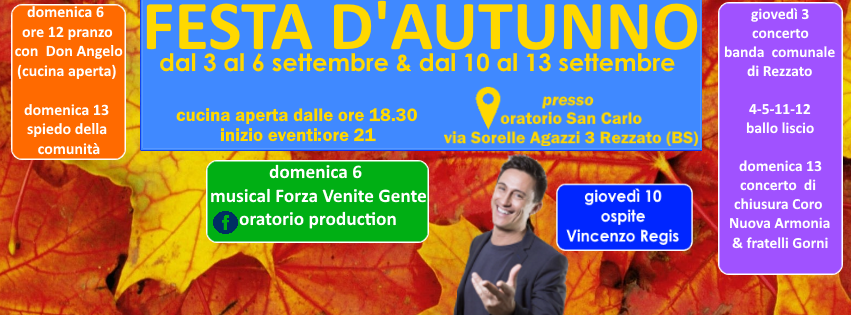 domenica 6
ore 12 pranzo
con Don Angelo
(cucina aperta)
domenica 13
spiedo della
comunità
FESTA D'AUTUNNO
dal 3 al 6 settembre & dal 10 al 13 settembre
cucina aperta dalle ore 18.30
inizio eventi:ore 21
presso
oratorio San Carlo
via Sorelle Agazzi 3 Rezzato (BS)
domenica 6
musical Forza Venite Gente
f oratorio production
giovedì 10
ospite
Vincenzo Regis
giovedì 3
concerto
banda comunale
di Rezzato
4-5-11-12
ballo liscio
domenica 13
concerto di
chiusura Coro
Nuova Armonia
& fratelli Gorni